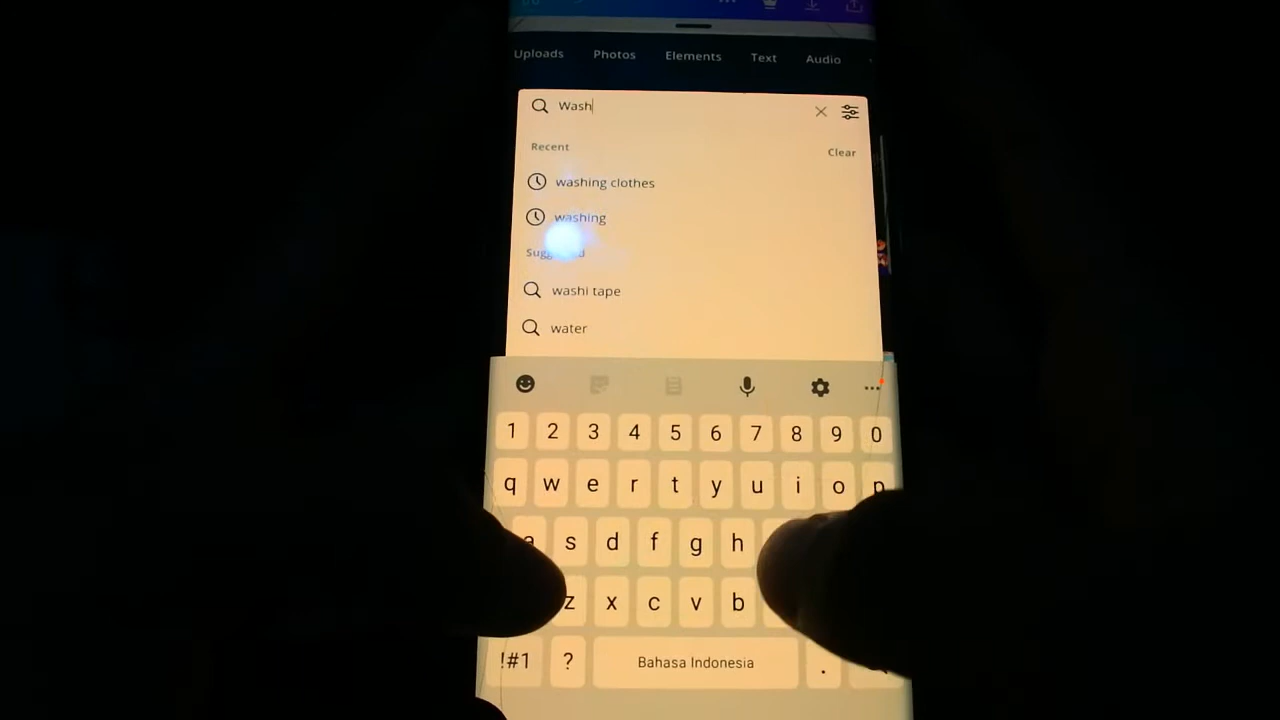 Uploads Photos Elements Text Audio
Wash
Recent Clear
washing clothes
washing
washi tape
water
1 2 3 4 5 6 7 8 9 0
q w e r t y u i o p
a s d f g h
z x c v b
!#1 ? Bahasa Indonesia .